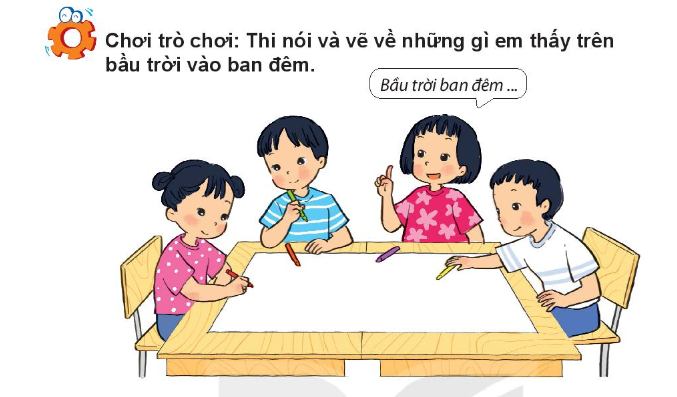 Chơi trò chơi: Thi nói và vẽ về những gì em thấy trên
bầu trời vào ban đêm.
Bầu trời ban đêm ...